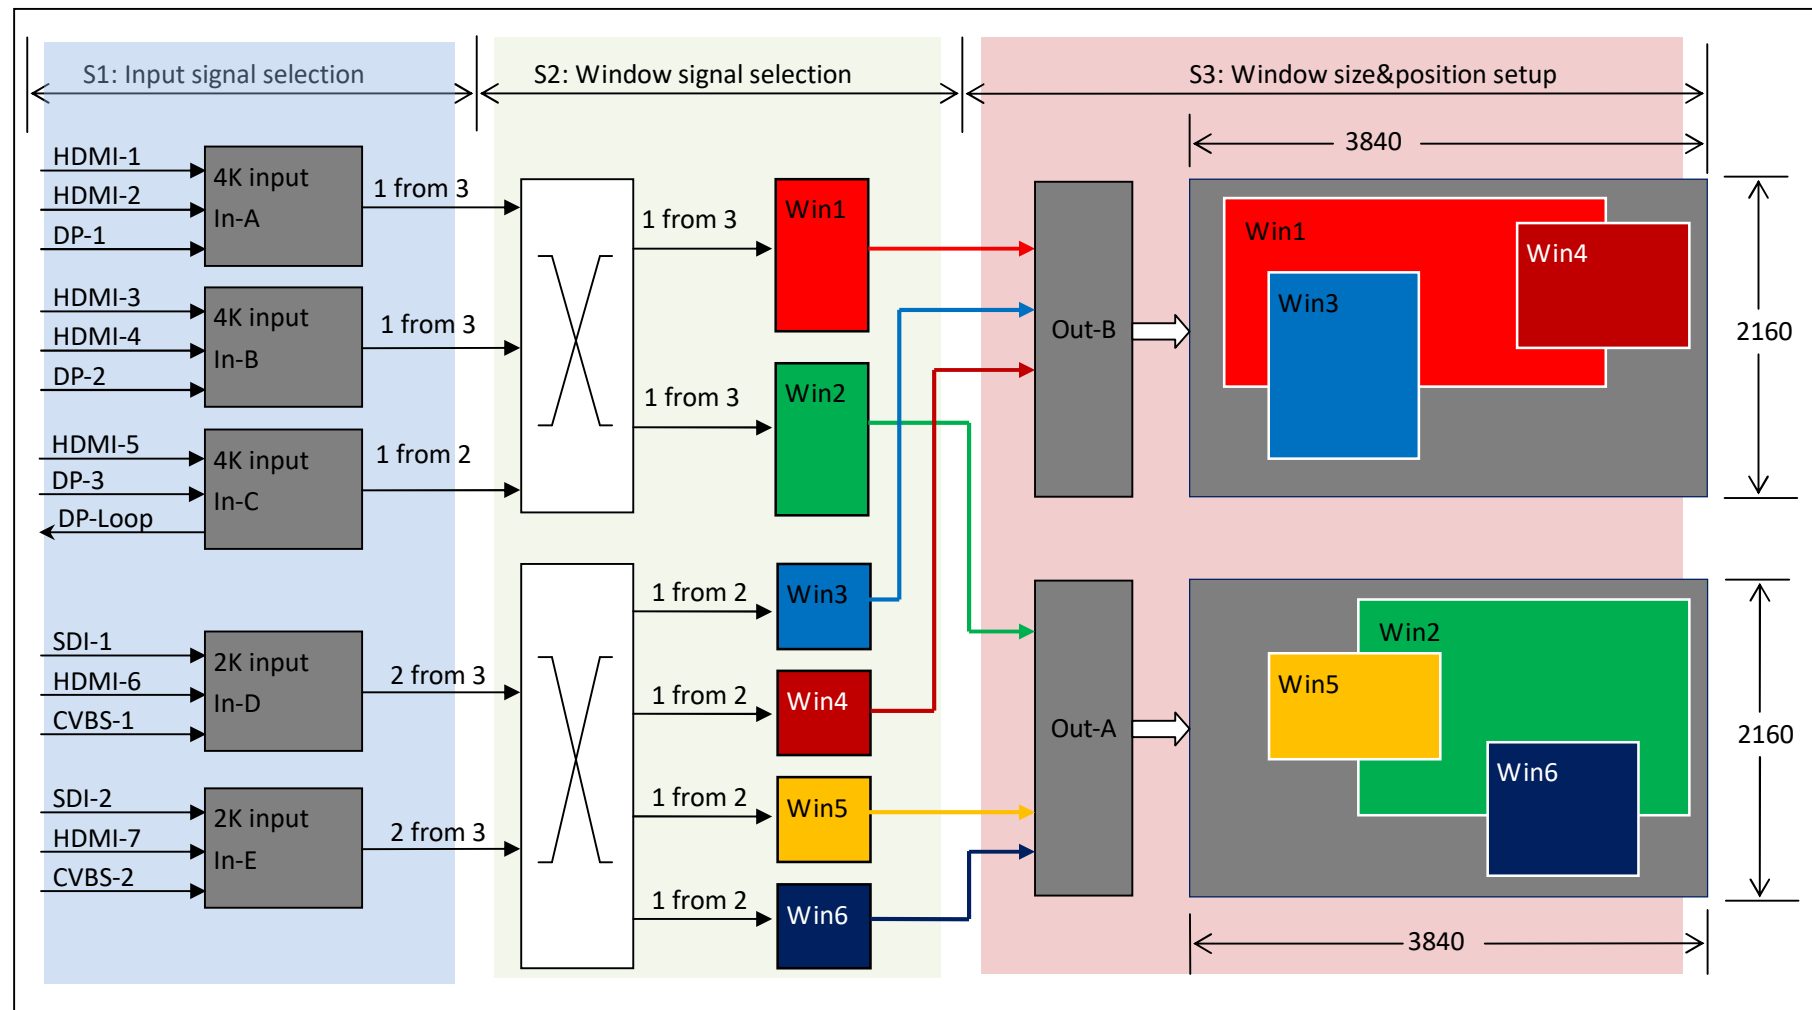 S1: Input signal selection
S2: Window signal selection
S3: Window size&position setup
HDMI-1
HDMI-2
DP-1
4K input
In-A
1 from 3
HDMI-3
HDMI-4
DP-2
4K input
In-B
1 from 3
HDMI-5
DP-3
DP-Loop
4K input
In-C
1 from 2
SDI-1
HDMI-6
CVBS-1
2K input
In-D
2 from 3
SDI-2
HDMI-7
CVBS-2
2K input
In-E
2 from 3
1 from 3
Win1
1 from 3
Win2
1 from 2
Win3
1 from 2
Win4
1 from 2
Win5
1 from 2
Win6
Out-B
3840
Win1
Win4
Win3
2160
Out-A
Win2
Win5
Win6
2160
3840